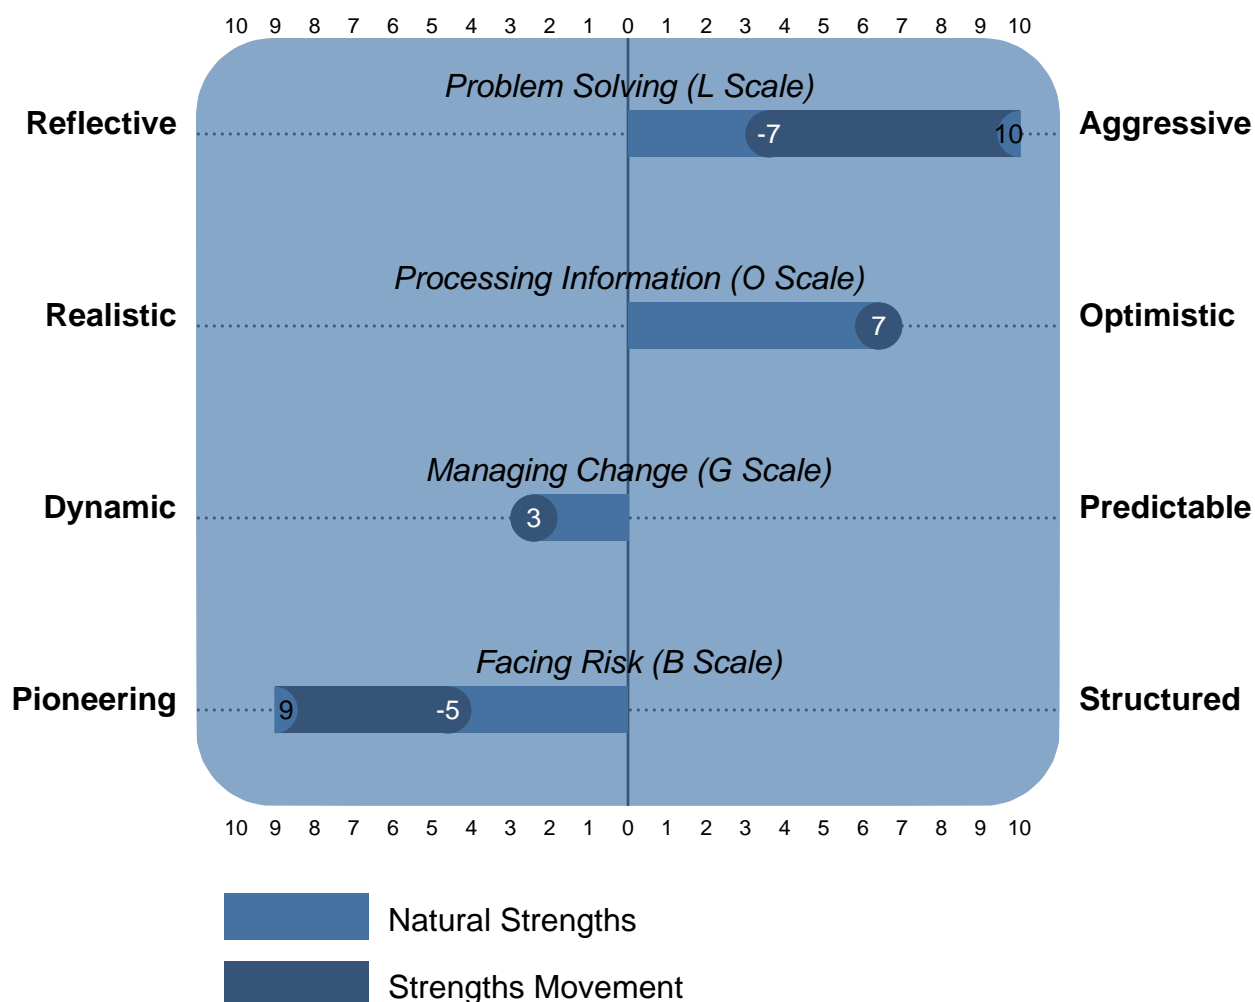 10 9 8 7 6 5 4 3 2 1 0 1 2 3 4 5 6 7 8 9 10
Problem Solving (L Scale)
Reflective -7 10 Aggressive
Processing Information (O Scale)
Realistic 7 Optimistic
Managing Change (G Scale)
Dynamic 3 Predictable
Facing Risk (B Scale)
Pioneering 9 -5 Structured
10 9 8 7 6 5 4 3 2 1 0 1 2 3 4 5 6 7 8 9 10
Natural Strengths
Strengths Movement